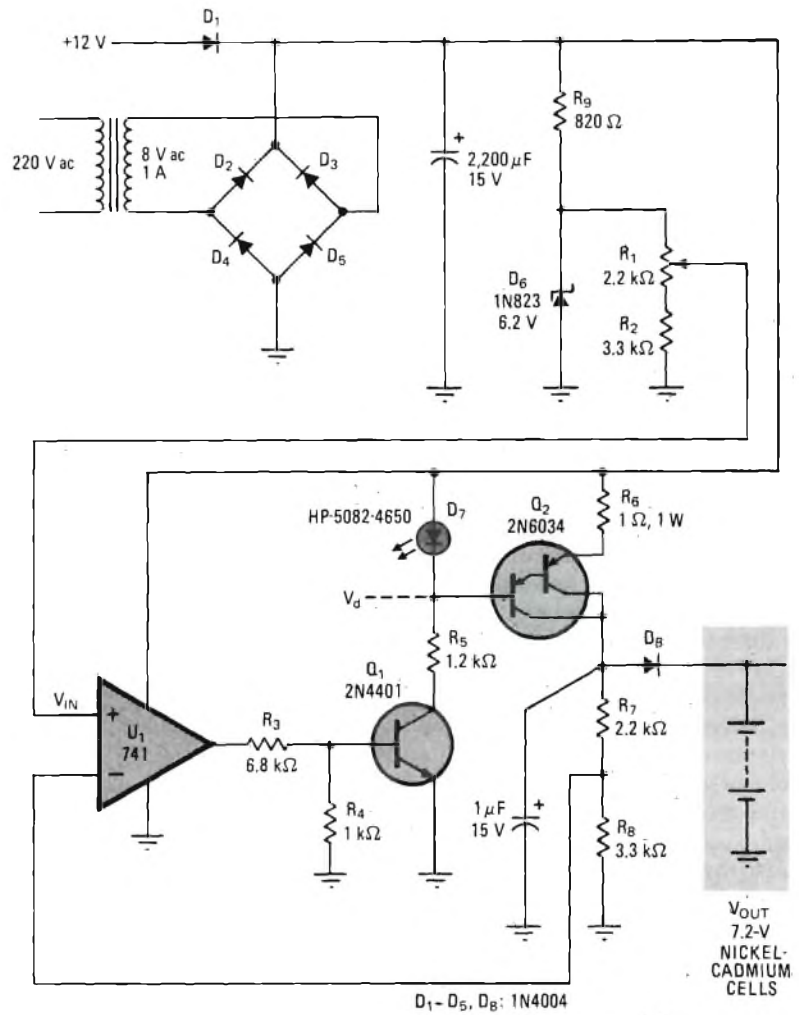 D₁
+12 V
220 V ac
8 V ac
1 A
D₂
D₃
D₄
D₅
+
2,200 μF
15 V
R₉
820 Ω
D₆
1N823
6.2 V
R₁
2.2 kΩ
R₂
3.3 kΩ
HP-5082-4650
D₇
Q₂
2N6034
R₆
1 Ω, 1 W
V_d
R₅
1.2 kΩ
Q₁
2N4401
V_IN
+
U₁
741
−
R₃
6.8 kΩ
R₄
1 kΩ
D₈
R₇
2.2 kΩ
+
1 μF
15 V
R₈
3.3 kΩ
V_OUT
7.2-V
NICKEL-
CADMIUM
CELLS
D₁– D₅, D₈: 1N4004